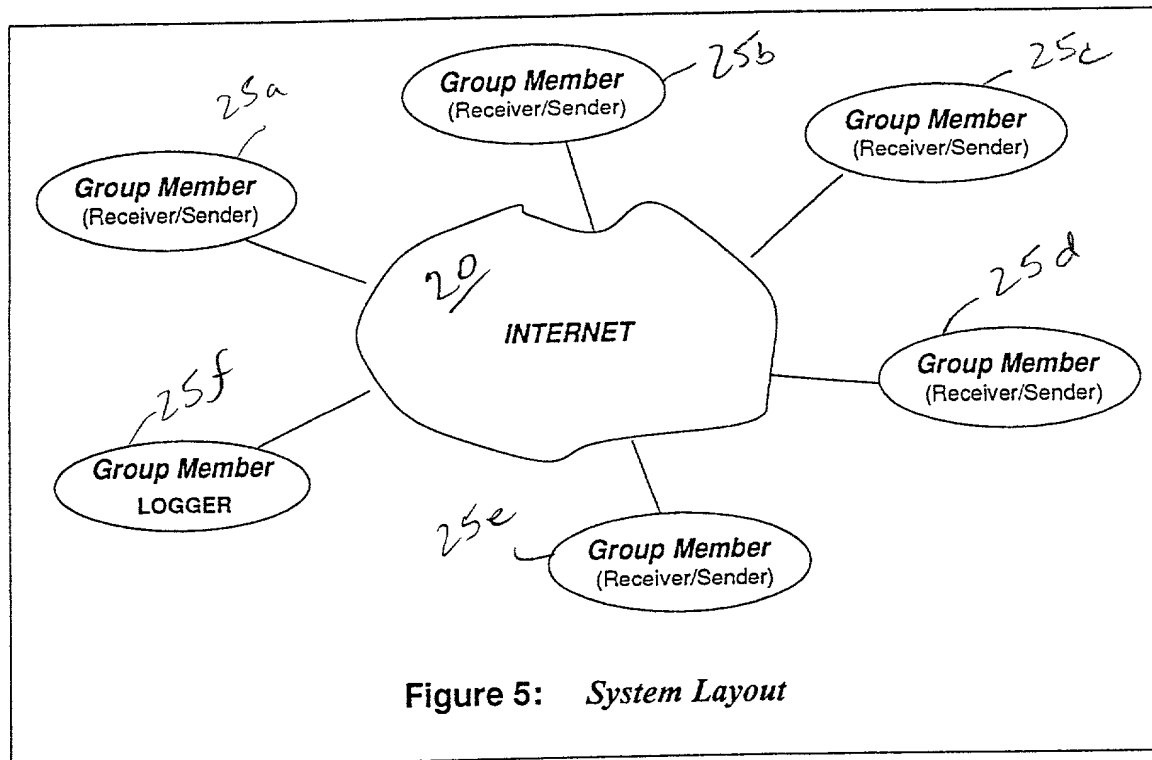 25a
Group Member
(Receiver/Sender)
25b
Group Member
(Receiver/Sender)
25c
Group Member
(Receiver/Sender)
20
INTERNET
25d
Group Member
(Receiver/Sender)
25f
Group Member
LOGGER
25e
Group Member
(Receiver/Sender)
Figure 5: System Layout